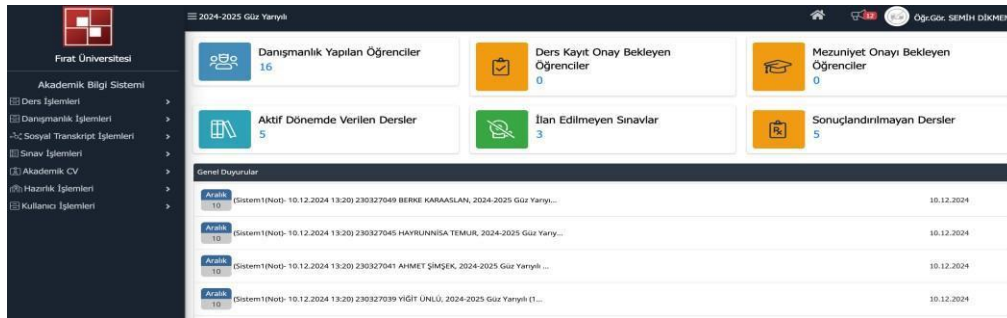 2024-2025 Güz Yarıyılı
12
Öğr.Gör. SEMİH DİKMEN
Fırat Üniversitesi
Akademik Bilgi Sistemi
Ders İşlemleri
Danışmanlık İşlemleri
Sosyal Transkript İşlemleri
Sınav İşlemleri
Akademik CV
Hazırlık İşlemleri
Kullanıcı İşlemleri
Danışmanlık Yapılan Öğrenciler
16
Ders Kayıt Onay Bekleyen
Öğrenciler
0
Mezuniyet Onayı Bekleyen
Öğrenciler
0
Aktif Dönemde Verilen Dersler
5
İlan Edilmeyen Sınavlar
3
Sonuçlandırılmayan Dersler
5
Genel Duyurular
Aralık
10
(Sistem1(Not)- 10.12.2024 13:20) 230327049 BERKE KARAASLAN, 2024-2025 Güz Yarıyı...
10.12.2024
Aralık
10
(Sistem1(Not)- 10.12.2024 13:20) 230327045 HAYRUNNİSA TEMUR, 2024-2025 Güz Yarıy...
10.12.2024
Aralık
10
(Sistem1(Not)- 10.12.2024 13:20) 230327041 AHMET ŞİMŞEK, 2024-2025 Güz Yarıyılı ...
10.12.2024
Aralık
10
(Sistem1(Not)- 10.12.2024 13:20) 230327039 YİĞİT ÜNLÜ, 2024-2025 Güz Yarıyılı (1...
10.12.2024